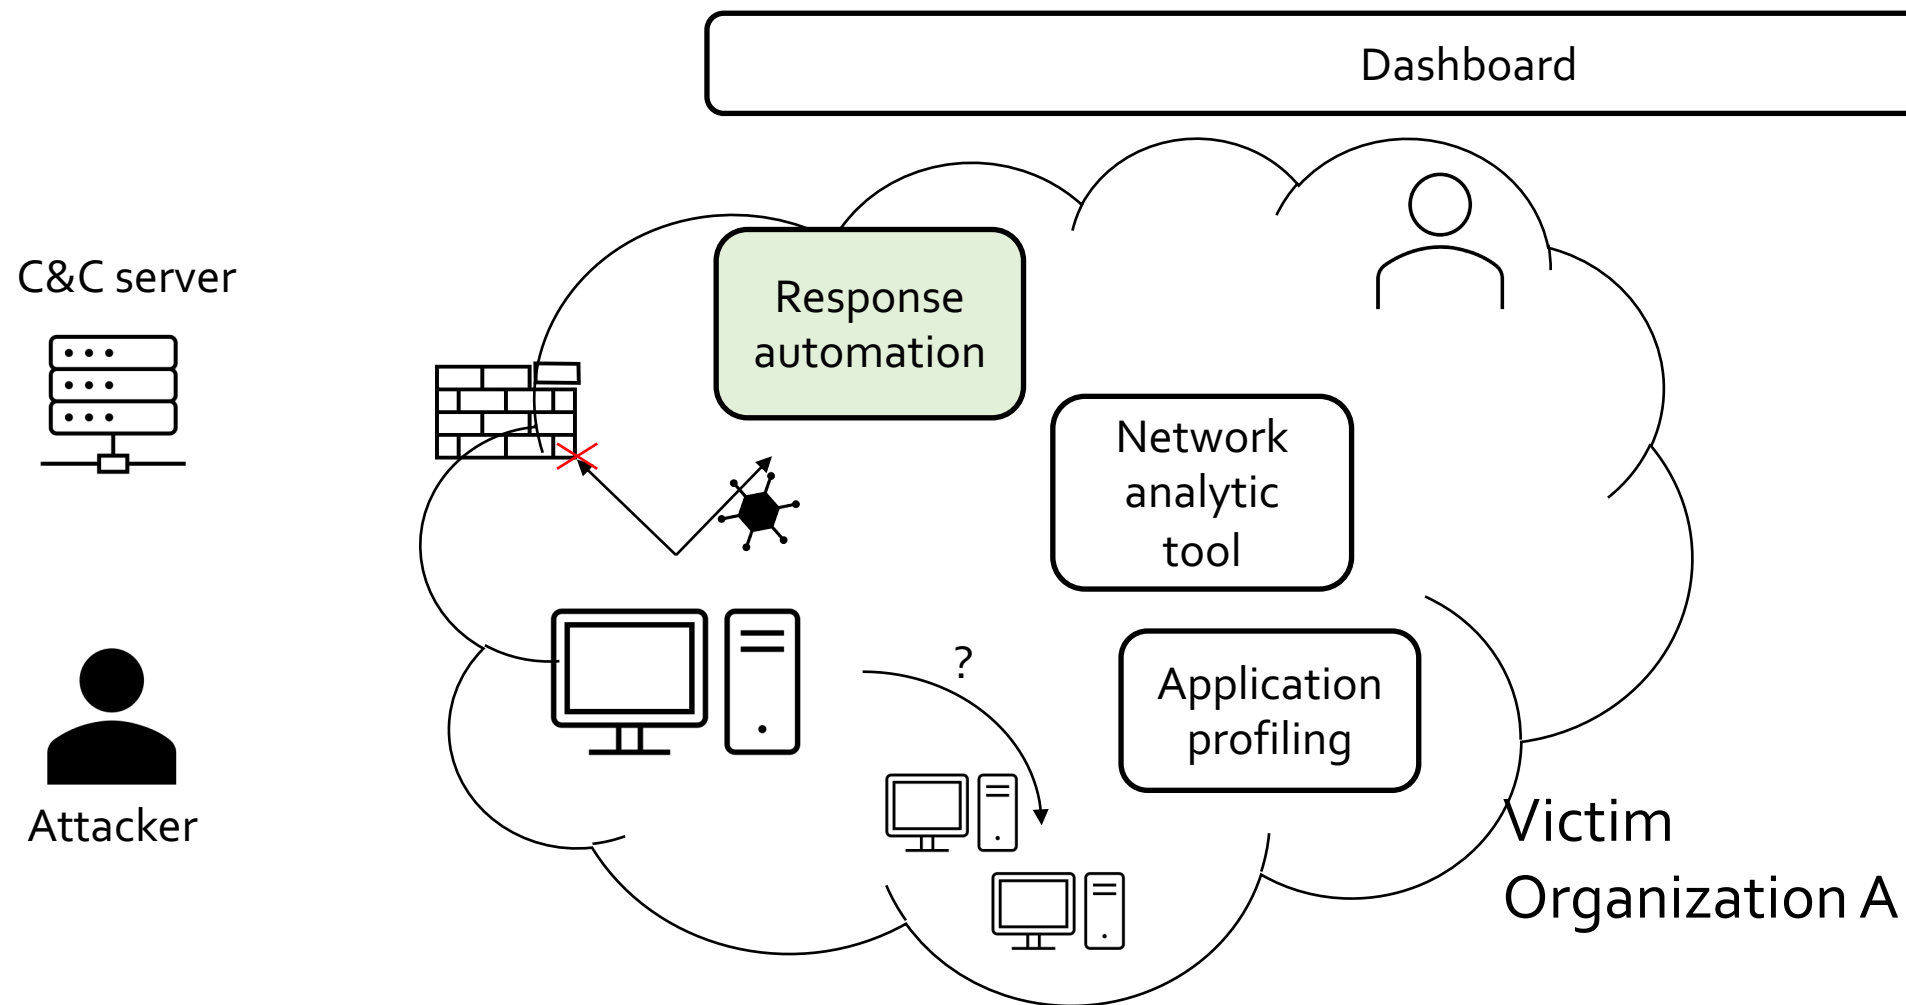 Dashboard
C&C server
Response
automation
Network
analytic
tool
?
Application
profiling
Attacker
Victim
Organization A